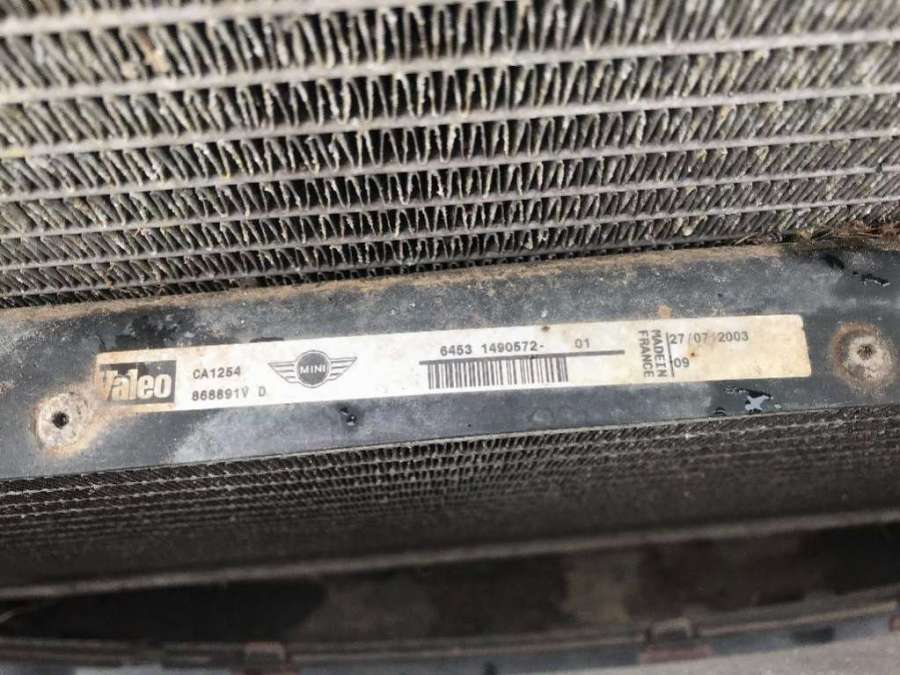 Valeo
CA1254
868891V D
MINI
6453 1490572- 01
MADE IN
FRANCE
27/07/2003
09